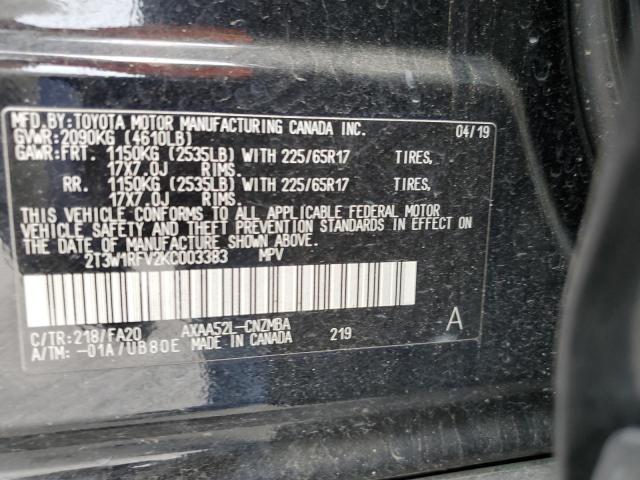 MFD.BY:TOYOTA MOTOR MANUFACTURING CANADA INC. 04/19
GVWR:2090KG (4610LB)
GAWR:FRT. 1150KG (2535LB) WITH 225/65R17 TIRES,
17X7.0J RIMS.
RR. 1150KG (2535LB) WITH 225/65R17 TIRES,
17X7.0J RIMS.
THIS VEHICLE CONFORMS TO ALL APPLICABLE FEDERAL MOTOR
VEHICLE SAFETY AND THEFT PREVENTION STANDARDS IN EFFECT ON
THE DATE OF MANUFACTURE SHOWN ABOVE.
2T3W1RFV2KC003383 MPV
C/TR:218/FA20 AXAA52L-CNZMBA 219 A
A/TM:-01A/UB80E MADE IN CANADA